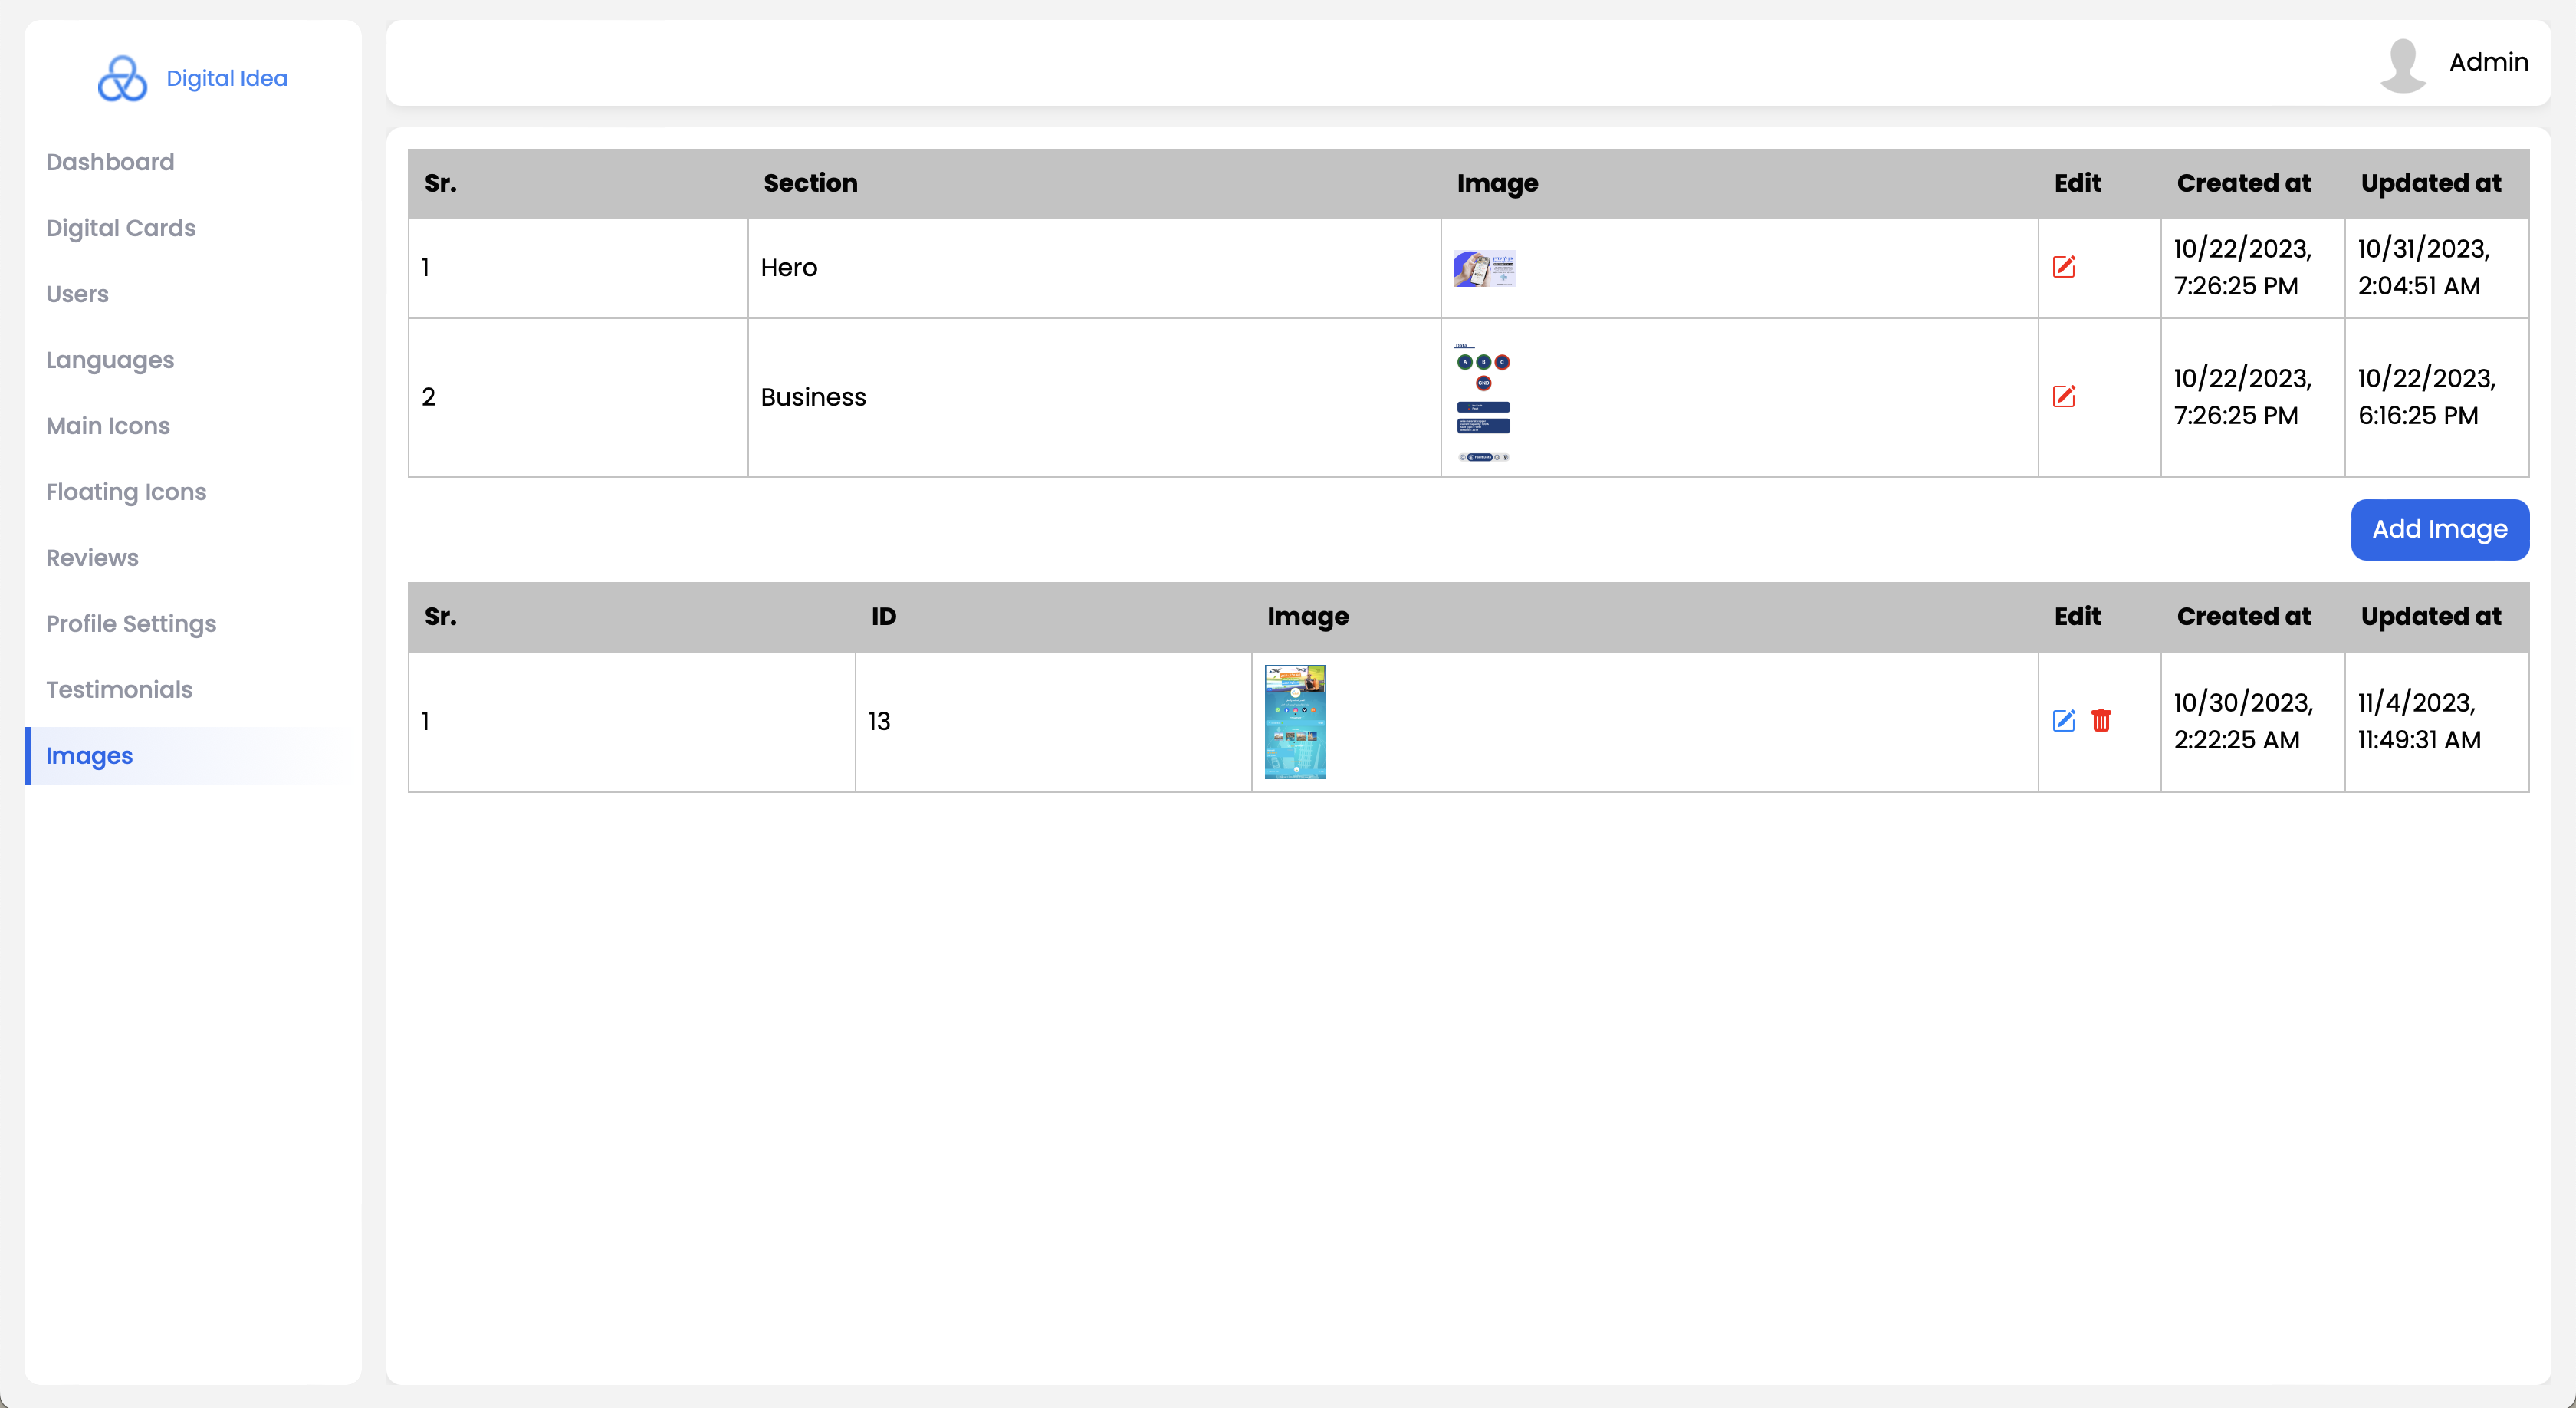 Digital Idea
Admin
Dashboard
Digital Cards
Users
Languages
Main Icons
Floating Icons
Reviews
Profile Settings
Testimonials
Images
Sr. Section Image Edit Created at Updated at
1 Hero 10/22/2023, 7:26:25 PM 10/31/2023, 2:04:51 AM
2 Business 10/22/2023, 7:26:25 PM 10/22/2023, 6:16:25 PM
Data
A B C
GND
Add Image
Sr. ID Image Edit Created at Updated at
1 13 10/30/2023, 2:22:25 AM 11/4/2023, 11:49:31 AM